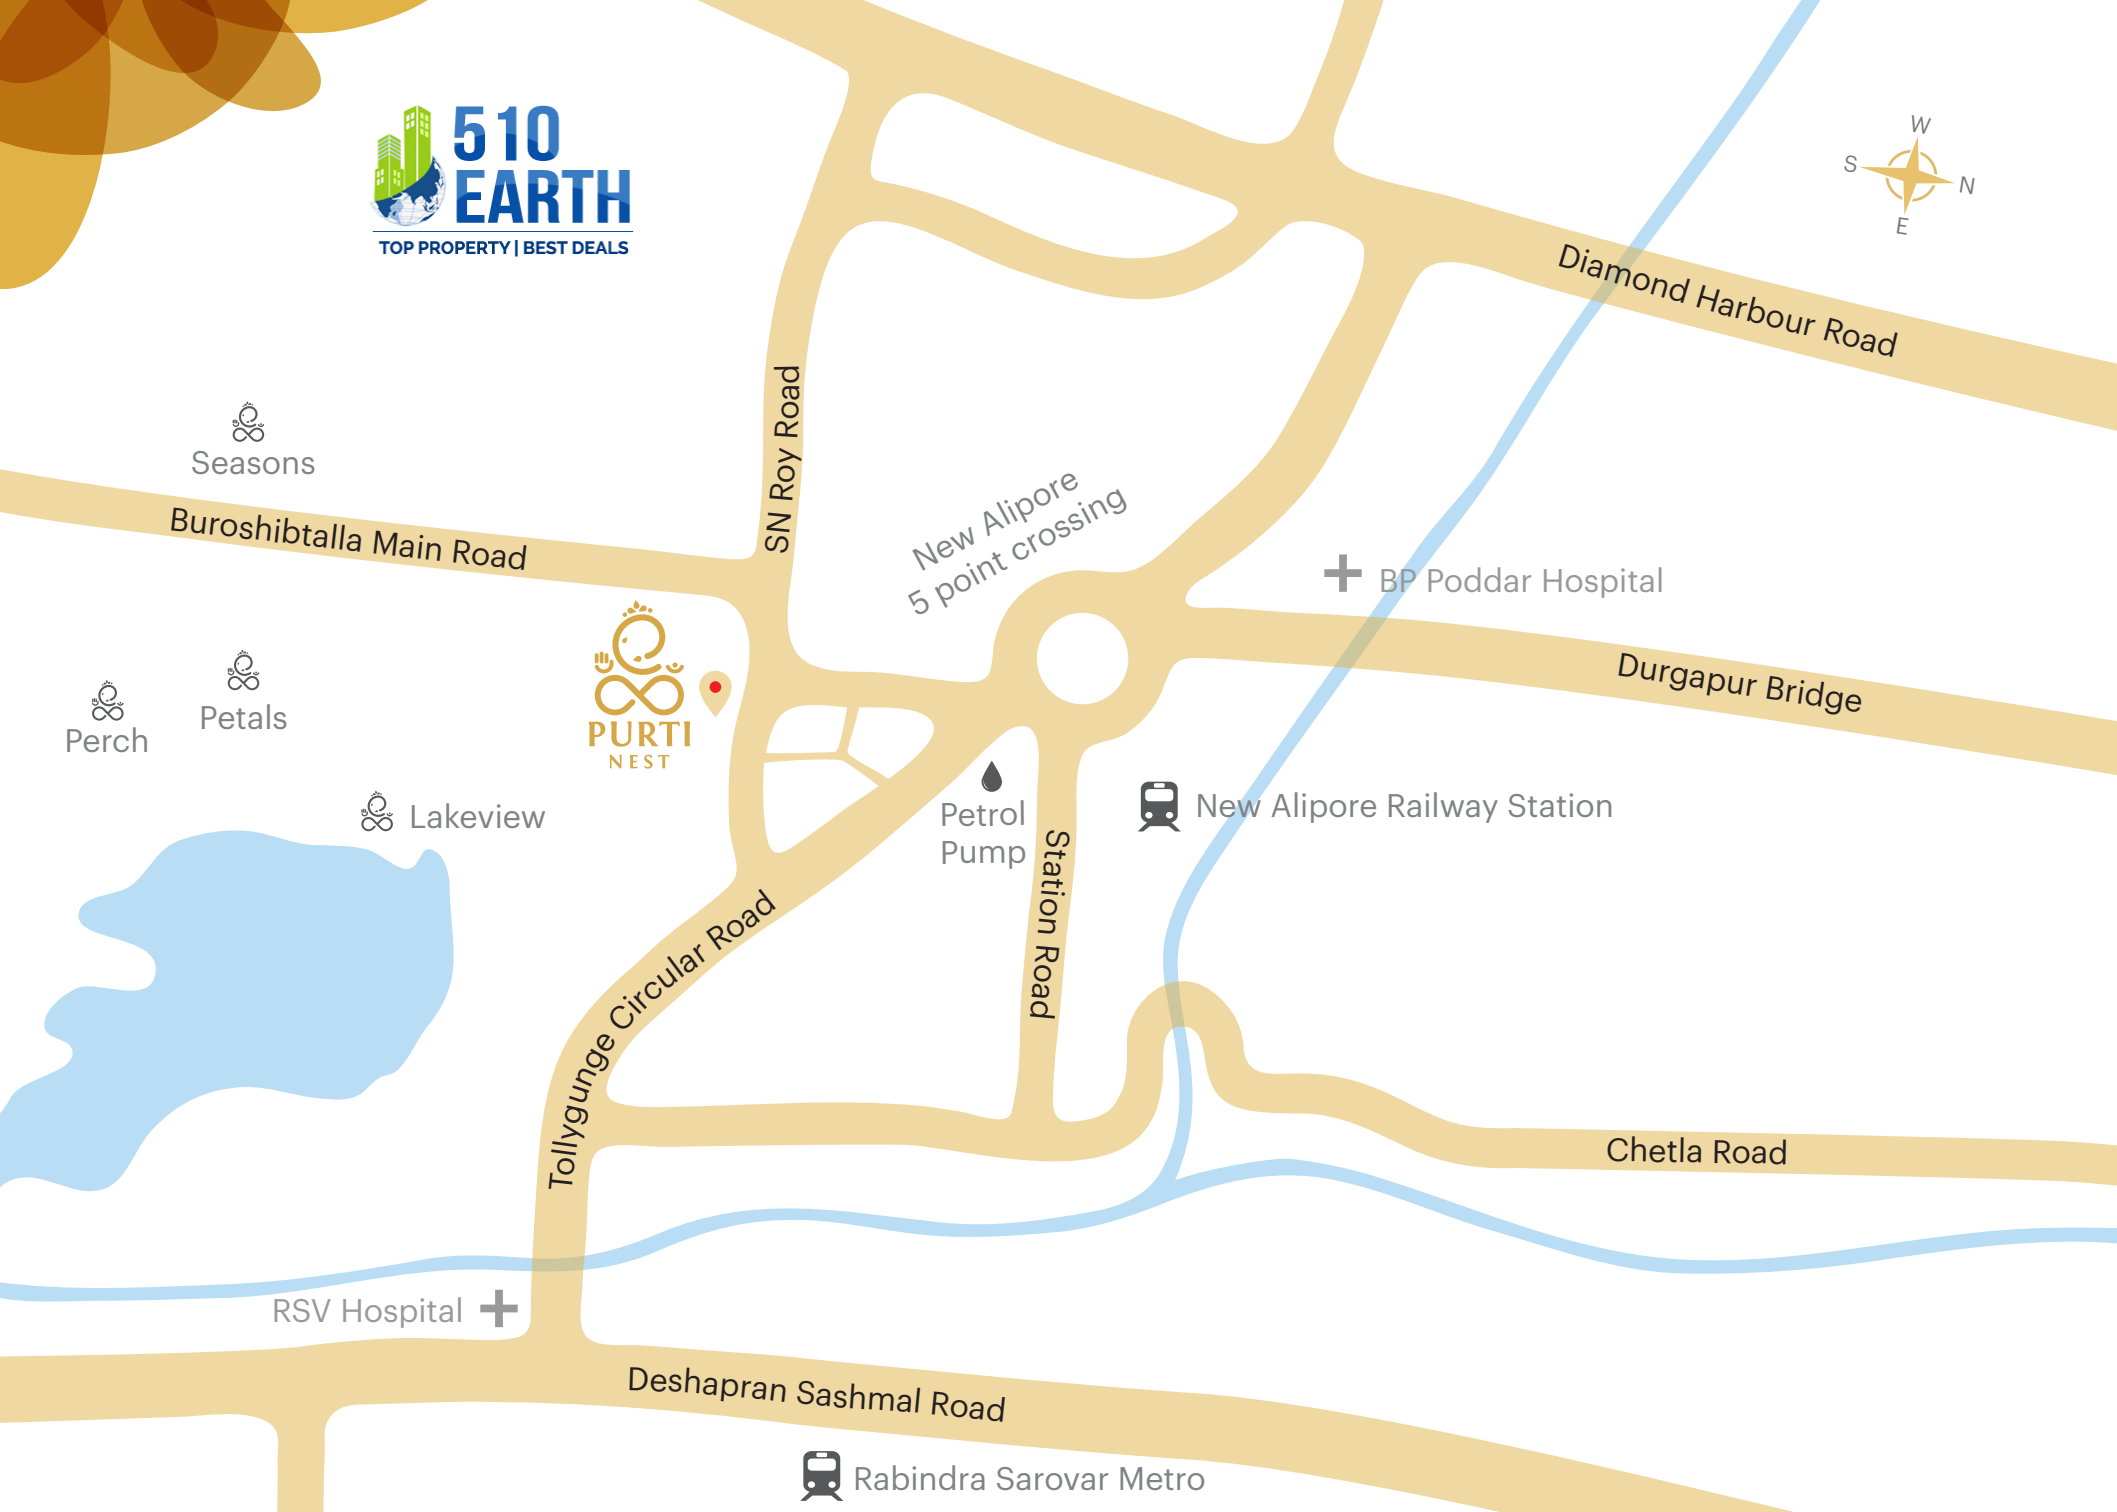 510
EARTH
TOP PROPERTY | BEST DEALS
W
S
N
E
Diamond Harbour Road
SN Roy Road
Seasons
Buroshibtalla Main Road
New Alipore
5 point crossing
BP Poddar Hospital
Durgapur Bridge
Perch
Petals
PURTI
NEST
Lakeview
Petrol
Pump
New Alipore Railway Station
Station Road
Tollygunge Circular Road
Chetla Road
RSV Hospital
Deshapran Sashmal Road
Rabindra Sarovar Metro